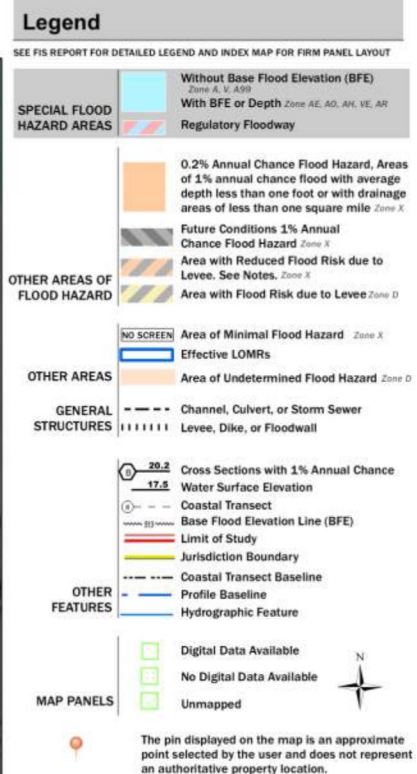 Legend
SEE FIS REPORT FOR DETAILED LEGEND AND INDEX MAP FOR FIRM PANEL LAYOUT
SPECIAL FLOOD
HAZARD AREAS
Without Base Flood Elevation (BFE)
Zone A, V, A99
With BFE or Depth Zone AE, AO, AH, VE, AR
Regulatory Floodway
OTHER AREAS OF
FLOOD HAZARD
0.2% Annual Chance Flood Hazard, Areas
of 1% annual chance flood with average
depth less than one foot or with drainage
areas of less than one square mile Zone X
Future Conditions 1% Annual
Chance Flood Hazard Zone X
Area with Reduced Flood Risk due to
Levee. See Notes. Zone X
Area with Flood Risk due to Levee Zone D
OTHER AREAS
NO SCREEN Area of Minimal Flood Hazard Zone X
Effective LOMRs
Area of Undetermined Flood Hazard Zone D
GENERAL
STRUCTURES
Channel, Culvert, or Storm Sewer
Levee, Dike, or Floodwall
OTHER
FEATURES
B 20.2 Cross Sections with 1% Annual Chance
17.5 Water Surface Elevation
8 Coastal Transect
513 Base Flood Elevation Line (BFE)
Limit of Study
Jurisdiction Boundary
Coastal Transect Baseline
Profile Baseline
Hydrographic Feature
MAP PANELS
Digital Data Available
No Digital Data Available
Unmapped
N
The pin displayed on the map is an approximate
point selected by the user and does not represent
an authoritative property location.